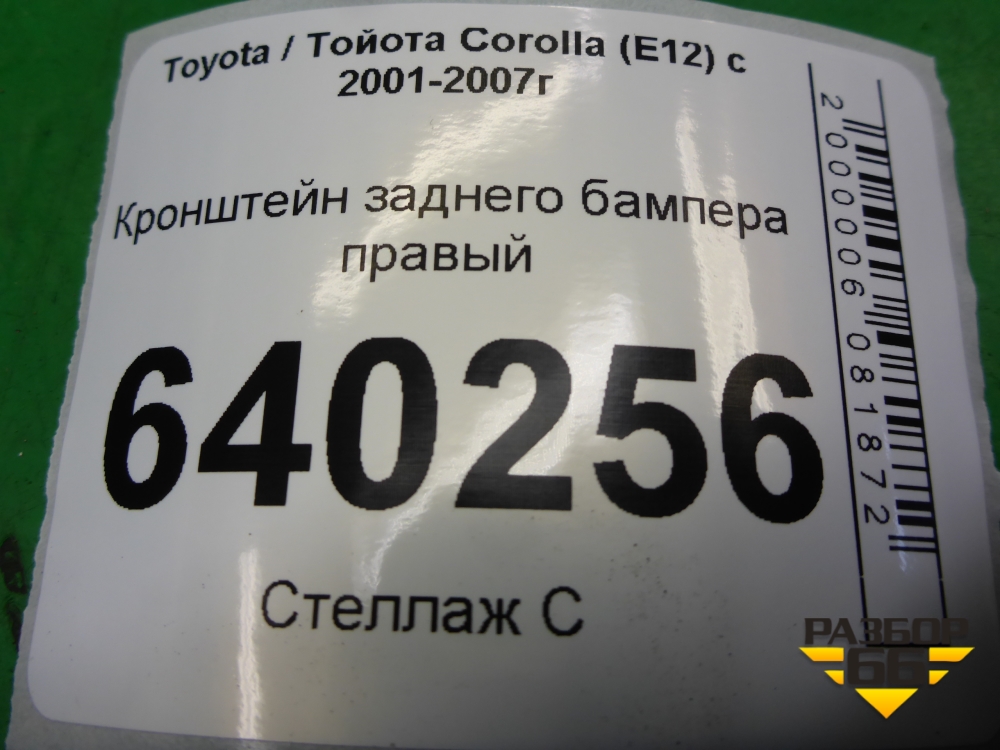 Toyota / Тойота Corolla (E12) с
2001-2007г
Кронштейн заднего бампера
правый
640256
Стеллаж С
2000006081872
РАЗБОР
66